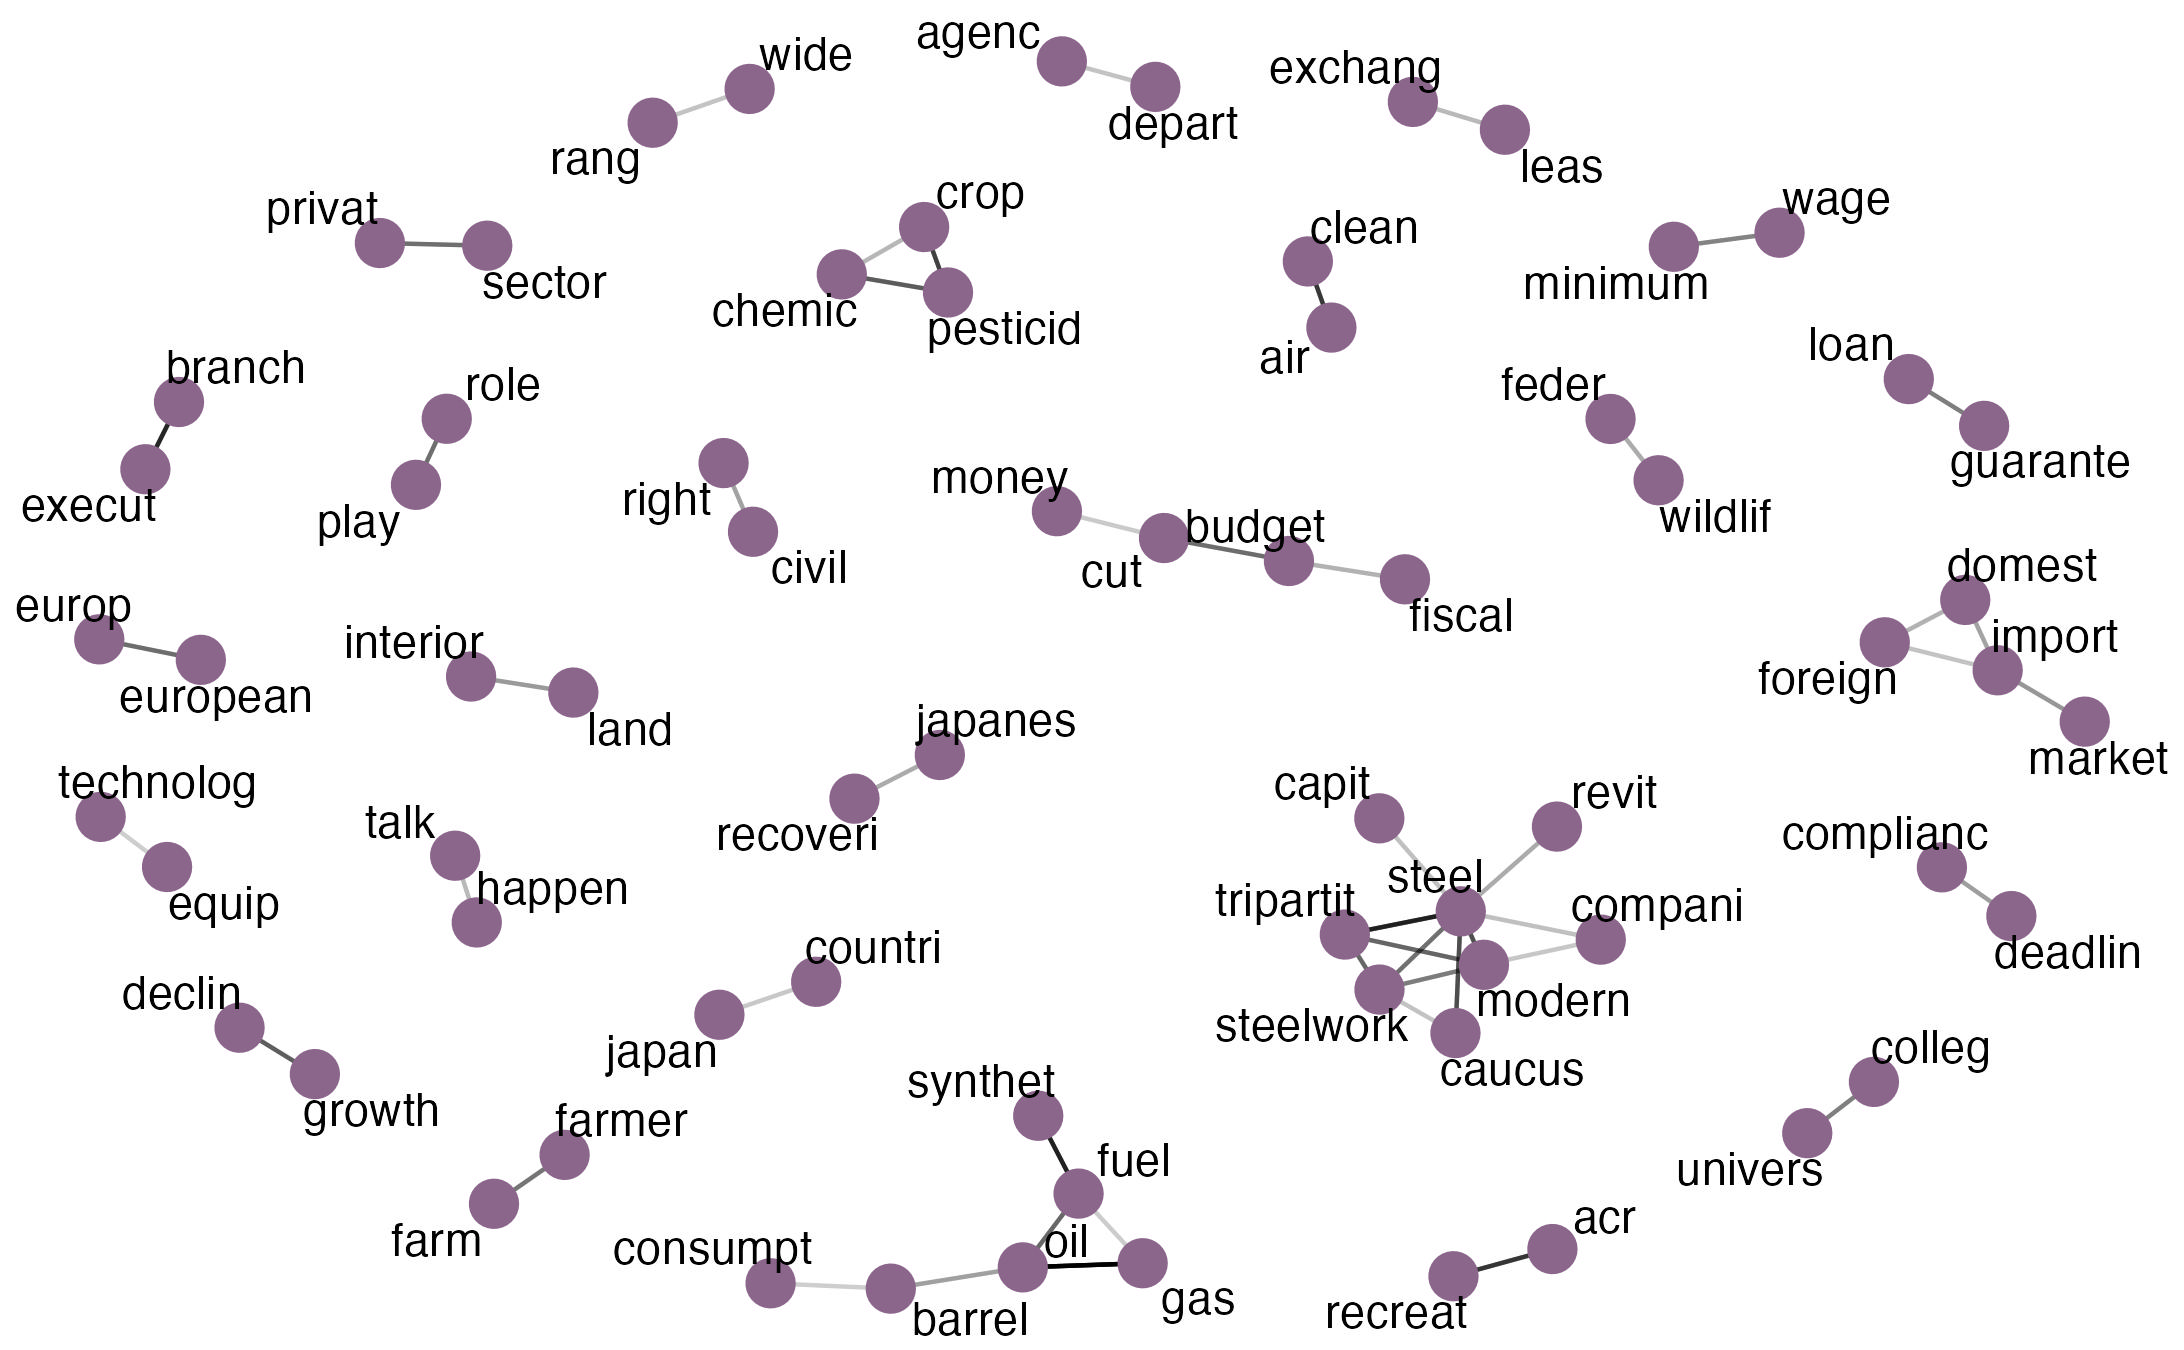 agenc
wide
exchang
depart
rang
leas
crop
wage
privat
clean
sector
minimum
chemic
pesticid
loan
air
branch
role
feder
guarante
money
right
execut
wildlif
play
budget
civil
cut
domest
europ
fiscal
import
interior
foreign
european
japanes
land
market
technolog
capit
revit
talk
recoveri
complianc
steel
happen
tripartit
compani
equip
countri
deadlin
declin
modern
steelwork
japan
colleg
caucus
synthet
growth
farmer
fuel
univers
acr
farm
oil
consumpt
gas
recreat
barrel